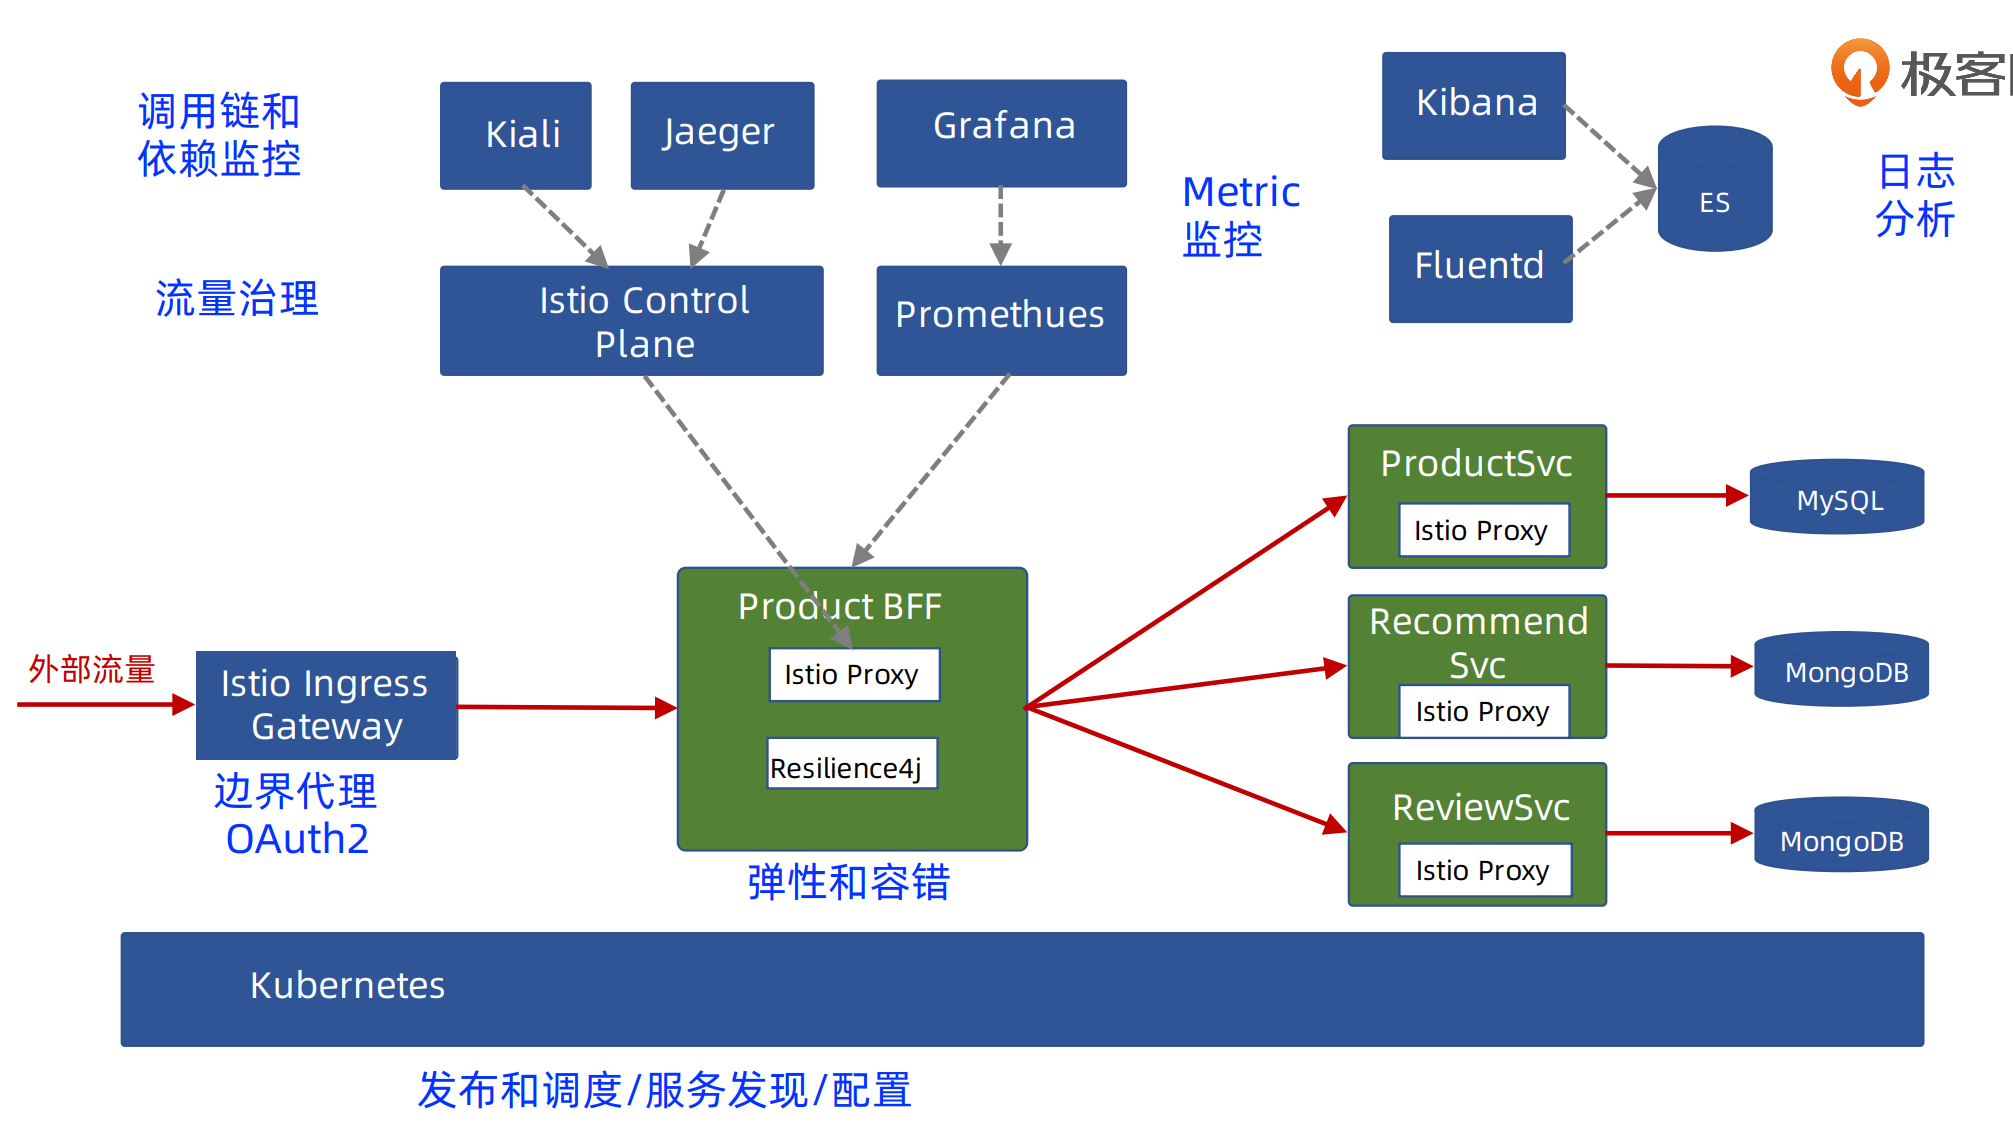 调用链和
依赖监控
Kiali
Jaeger
Grafana
Kibana
极客
Metric
监控
ES
日志
分析
Fluentd
流量治理
Istio Control
Plane
Promethues
ProductSvc
Istio Proxy
MySQL
Recommend
Svc
Istio Proxy
MongoDB
ReviewSvc
Istio Proxy
MongoDB
外部流量
Istio Ingress
Gateway
边界代理
OAuth2
Product BFF
Istio Proxy
Resilience4j
弹性和容错
Kubernetes
发布和调度/服务发现/配置